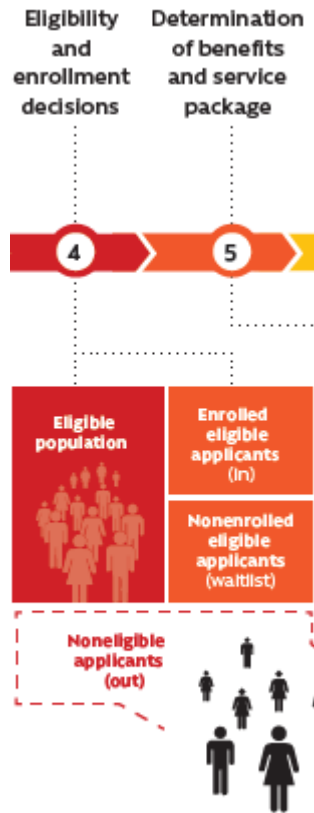 Eligibility
and
enrollment
decisions
Determination
of benefits
and service
package
4
5
Eligible
population
Enrolled
eligible
applicants
(in)
Nonenrolled
eligible
applicants
(waitlist)
Noneligible
applicants
(out)